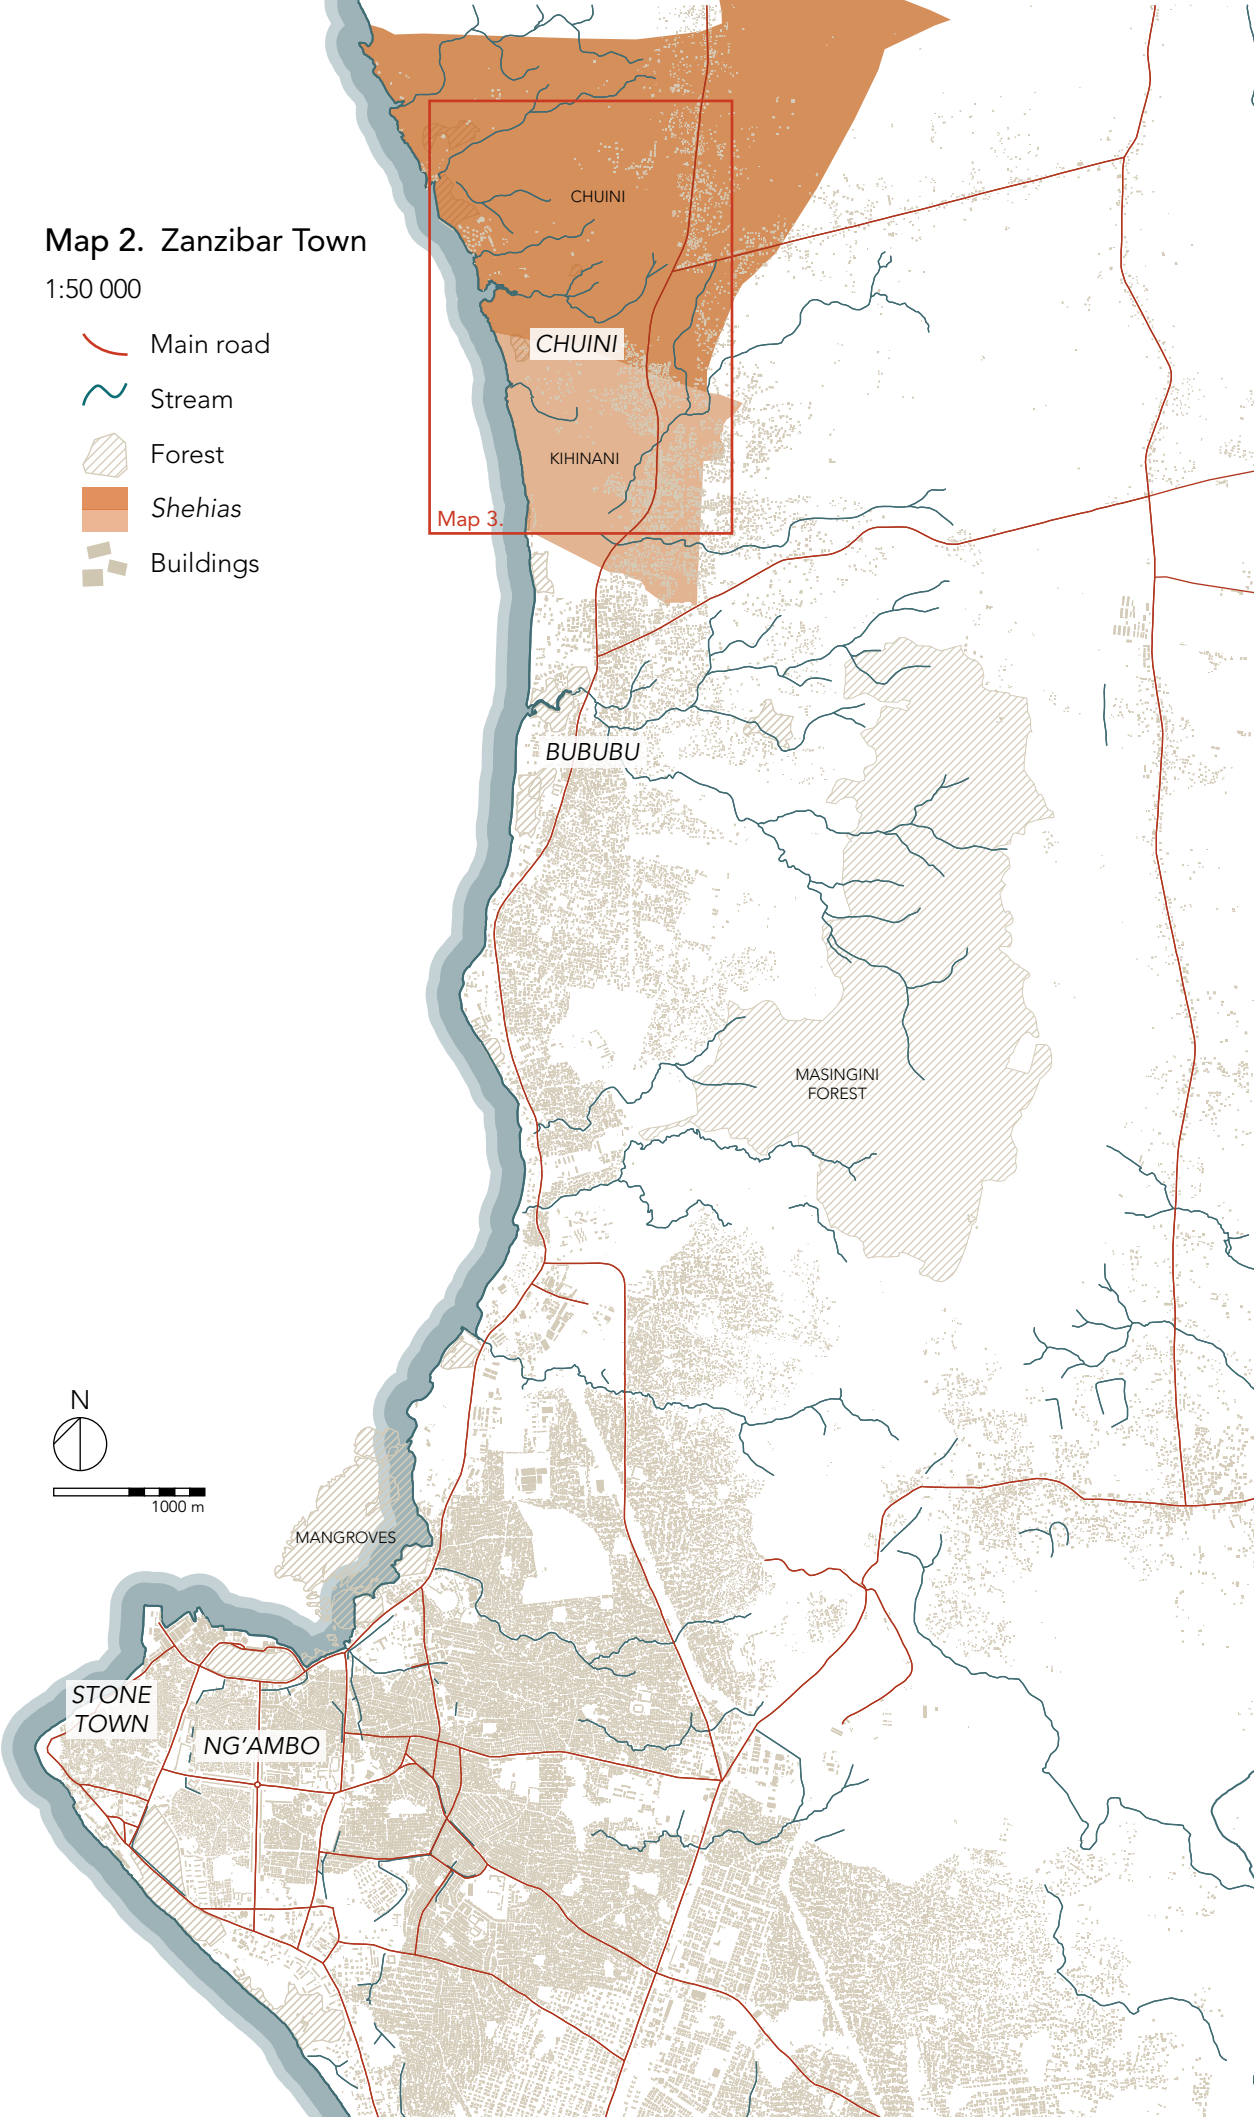 CHUINI
Map 2. Zanzibar Town
1:50 000
Main road
Stream
Forest
Shehias
Buildings
CHUINI
KIHINANI
Map 3.
BUBUBU
MASINGINI
FOREST
N
1000 m
MANGROVES
STONE
TOWN
NG'AMBO